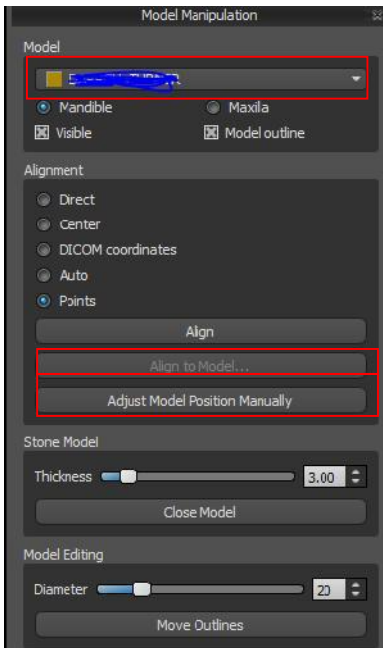 Model Manipulation
Model
Mandible Maxila
Visible Model outline
Alignment
Direct
Center
DICOM coordinates
Auto
Points
Align
Align to Model...
Adjust Model Position Manually
Stone Model
Thickness 3.00
Close Model
Model Editing
Diameter 20
Move Outlines